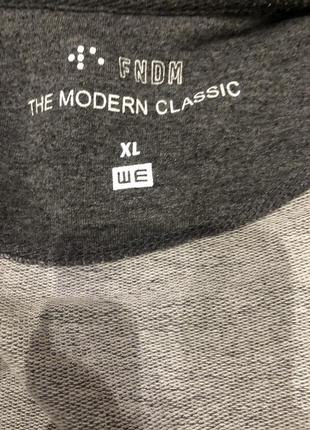 FNDM
THE MODERN CLASSIC
XL
WE